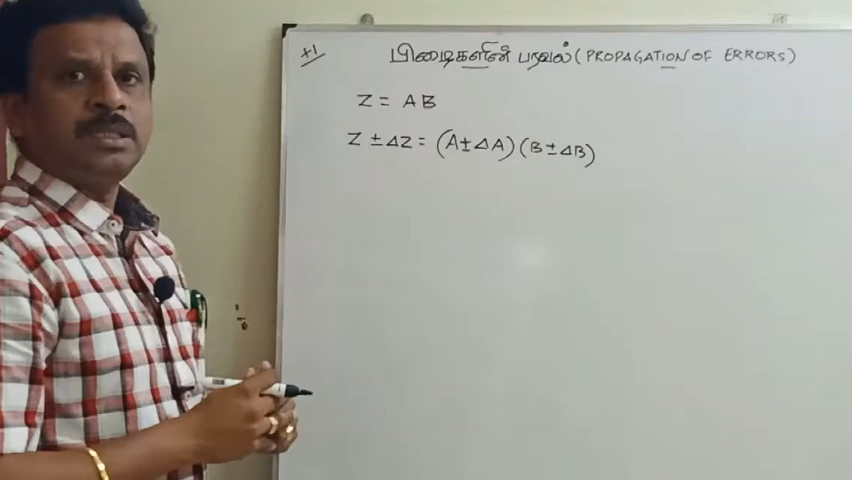 +1
பிழைகளின் பரவல் (PROPAGATION OF ERRORS)
Z = AB
Z ± ΔZ = (A ± ΔA) (B ± ΔB)